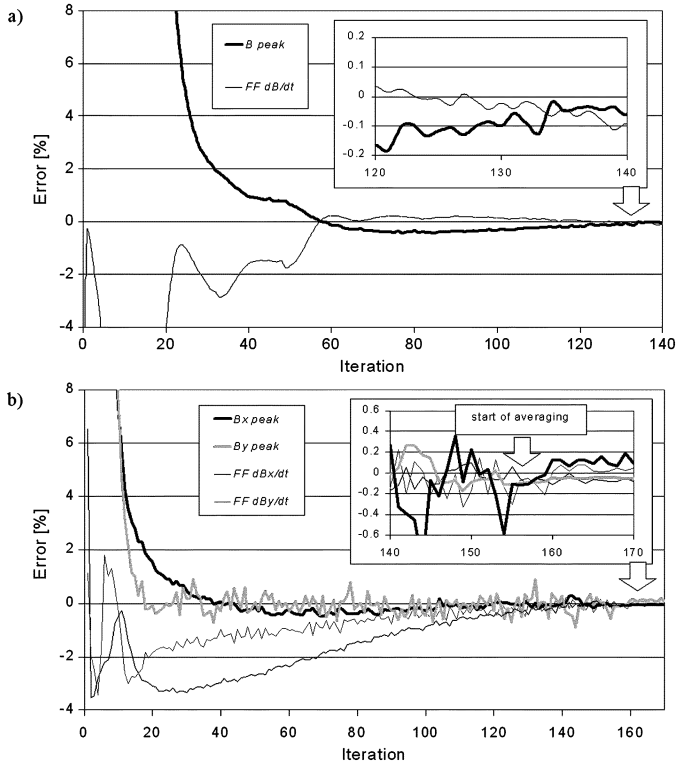 a)
8
6
4
2
0
-2
-4
Error [%]
B peak
FF dB/dt
0.2
0.1
0
-0.1
-0.2
120 130 140
0 20 40 60 80 100 120 140
Iteration
b)
8
6
4
2
0
-2
-4
Error [%]
Bx peak
By peak
FF dBx/dt
FF dBy/dt
start of averaging
0.6
0.4
0.2
0
-0.2
-0.4
-0.6
140 150 160 170
0 20 40 60 80 100 120 140 160
Iteration